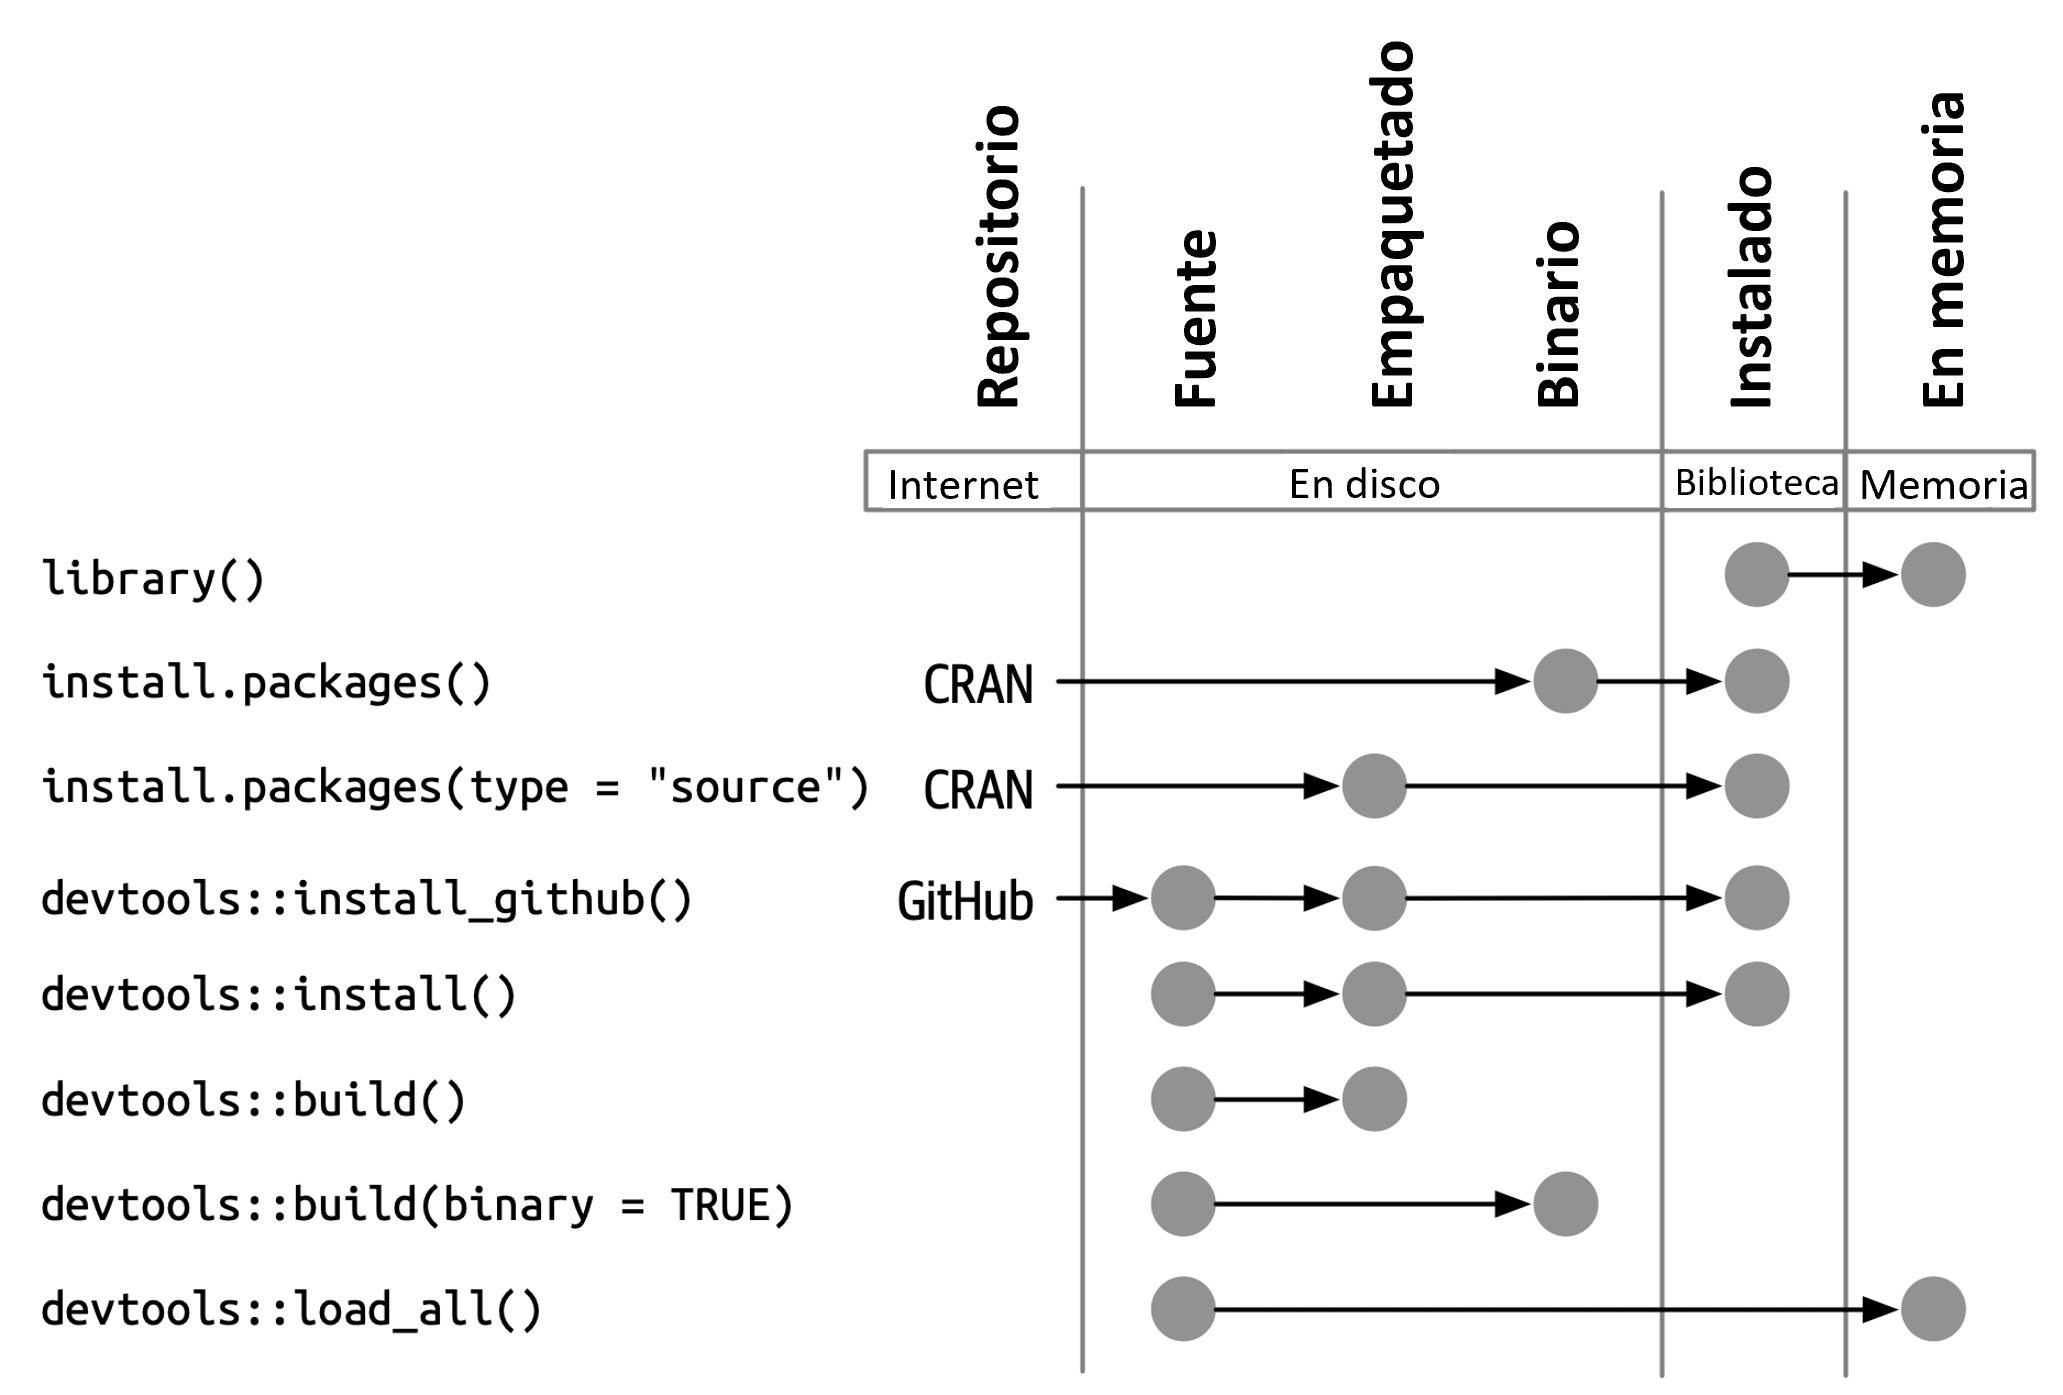 Repositorio
Fuente
Empaquetado
Binario
Instalado
En memoria
Internet
En disco
Biblioteca
Memoria
library()
install.packages()
CRAN
install.packages(type = "source")
CRAN
devtools::install_github()
GitHub
devtools::install()
devtools::build()
devtools::build(binary = TRUE)
devtools::load_all()